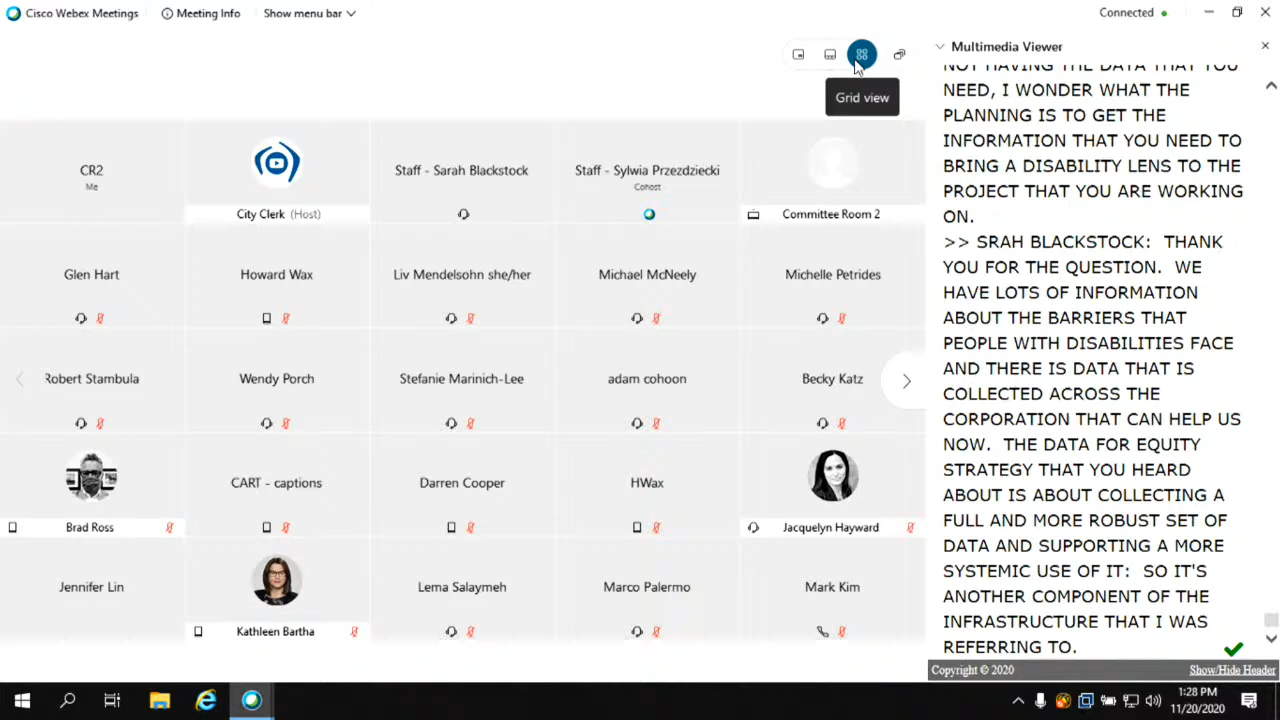 Cisco Webex Meetings
Meeting Info
Show menu bar
Connected
Grid view
CR2
Me
City Clerk (Host)
Staff - Sarah Blackstock
Staff - Sylwia Przezdziecki
Cohost
Committee Room 2
Glen Hart
Howard Wax
Liv Mendelsohn she/her
Michael McNeely
Michelle Petrides
Robert Stambula
Wendy Porch
Stefanie Marinich-Lee
adam cohoon
Becky Katz
Brad Ross
CART - captions
Darren Cooper
HWax
Jacquelyn Hayward
Jennifer Lin
Kathleen Bartha
Lema Salaymeh
Marco Palermo
Mark Kim
Multimedia Viewer
NOT HAVING THE DATA THAT YOU
NEED, I WONDER WHAT THE
PLANNING IS TO GET THE
INFORMATION THAT YOU NEED TO
BRING A DISABILITY LENS TO THE
PROJECT THAT YOU ARE WORKING
ON.
>> SRAH BLACKSTOCK: THANK
YOU FOR THE QUESTION. WE
HAVE LOTS OF INFORMATION
ABOUT THE BARRIERS THAT
PEOPLE WITH DISABILITIES FACE
AND THERE IS DATA THAT IS
COLLECTED ACROSS THE
CORPORATION THAT CAN HELP US
NOW. THE DATA FOR EQUITY
STRATEGY THAT YOU HEARD
ABOUT IS ABOUT COLLECTING A
FULL AND MORE ROBUST SET OF
DATA AND SUPPORTING A MORE
SYSTEMIC USE OF IT: SO IT'S
ANOTHER COMPONENT OF THE
INFRASTRUCTURE THAT I WAS
REFERRING TO.
Copyright © 2020
Show/Hide Header
1:28 PM
11/20/2020